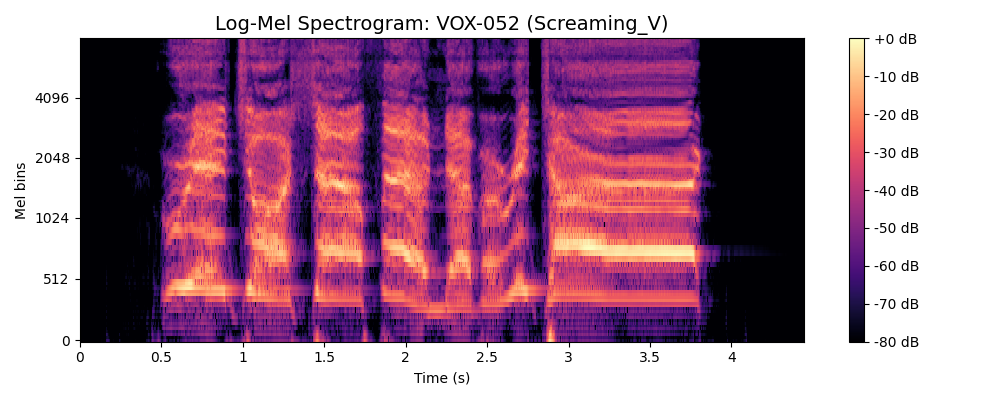 Log-Mel Spectrogram: VOX-052 (Screaming_V)
Mel bins
4096
2048
1024
512
0
0 0.5 1 1.5 2 2.5 3 3.5 4
Time (s)
+0 dB
-10 dB
-20 dB
-30 dB
-40 dB
-50 dB
-60 dB
-70 dB
-80 dB